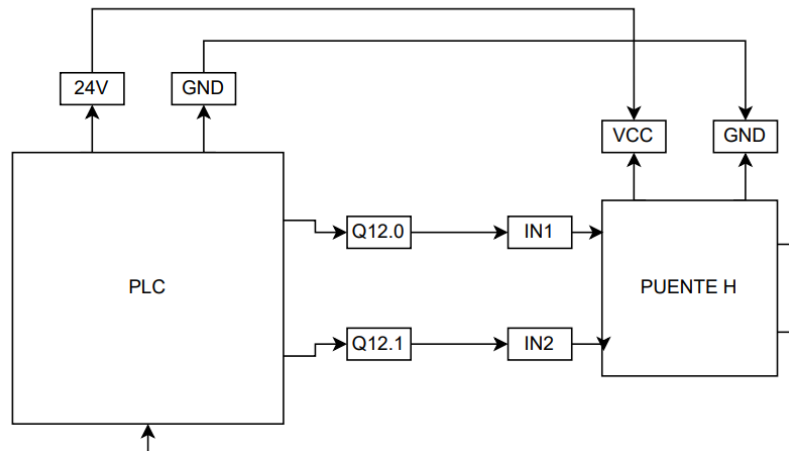 24V
GND
VCC
GND
Q12.0
IN1
PLC
PUENTE H
Q12.1
IN2